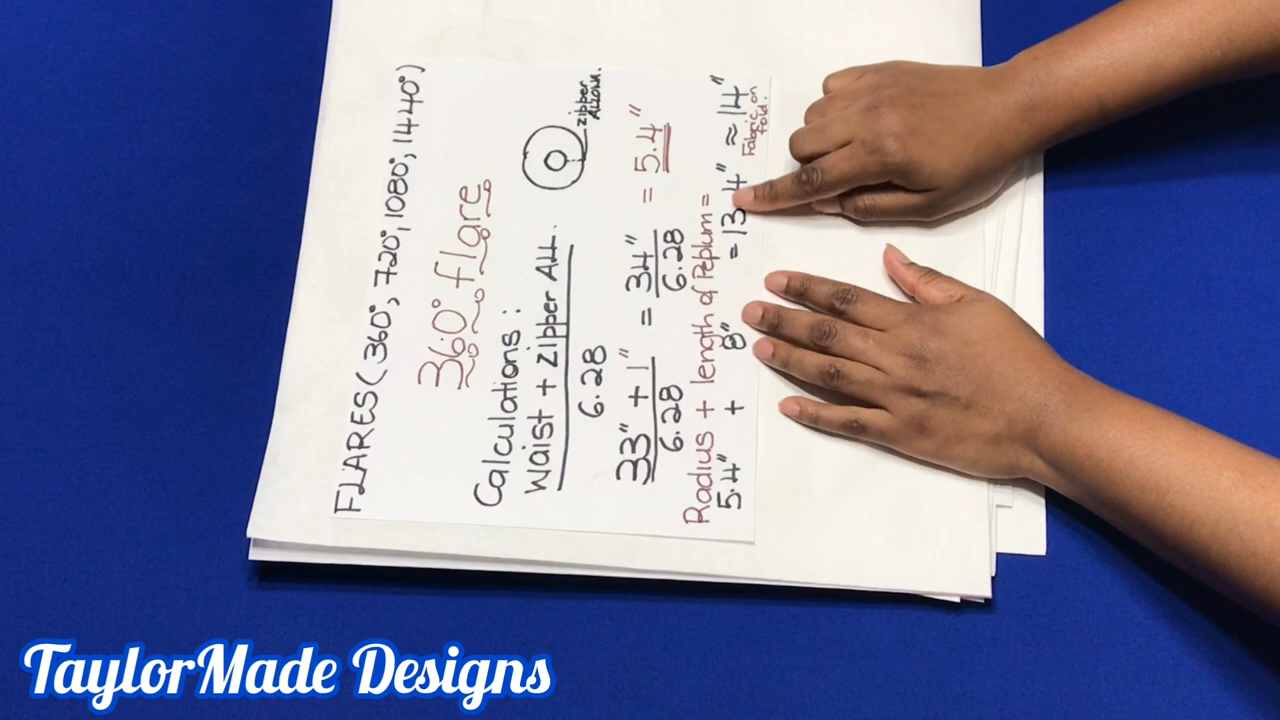 FLARES (360°, 720°, 1080°, 1440°)
360° flare
Calculations :
Waist + Zipper All.
6.28
zipper
Allown.
33" + 1" = 34" = 5.4"
6.28 6.28
Radius + length of Peplum =
5.4" + 8" = 13.4" ≈ 14"
Fabric on
fold.
TaylorMade Designs